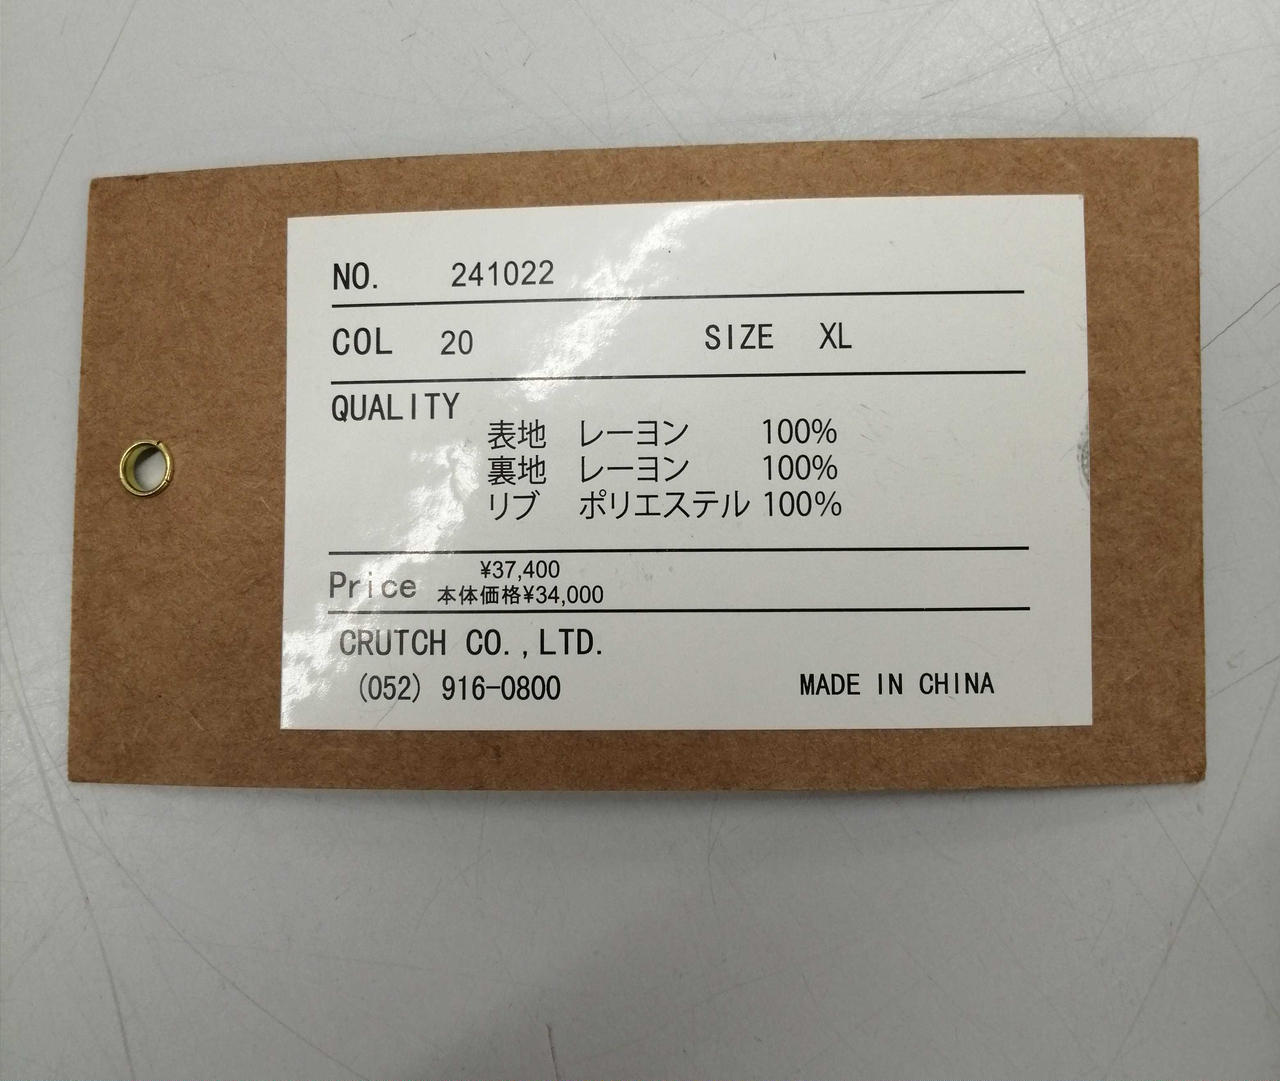 NO. 241022
COL 20 SIZE XL
QUALITY
表地 レーヨン 100%
裏地 レーヨン 100%
リブ ポリエステル 100%
Price ¥37,400
本体価格¥34,000
CRUTCH CO.,LTD.
(052) 916-0800 MADE IN CHINA